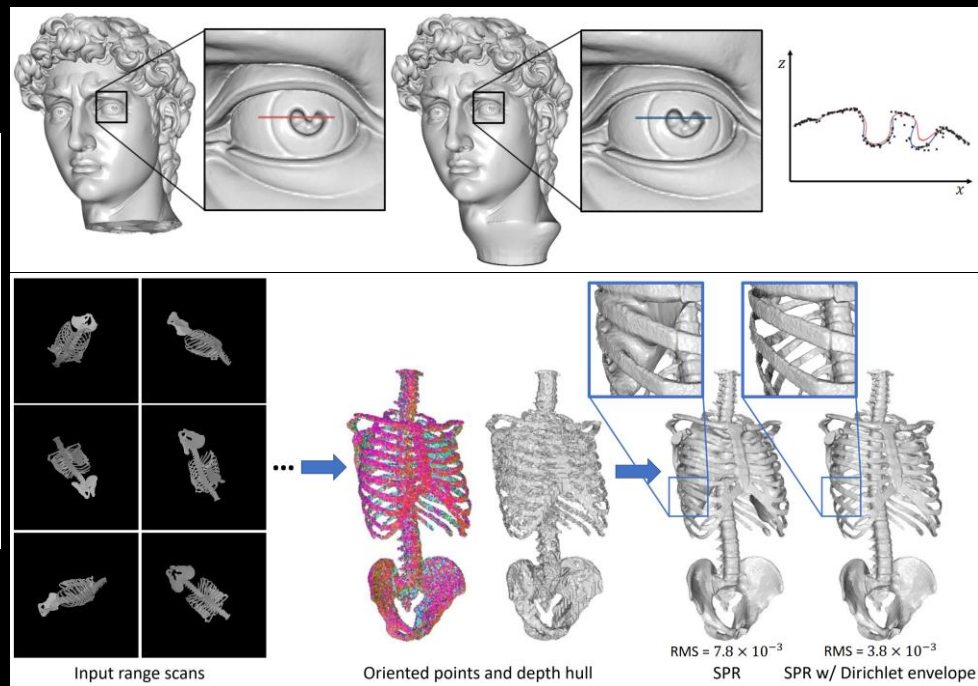 z
x
...
RMS = 7.8 × 10⁻³
RMS = 3.8 × 10⁻³
Input range scans
Oriented points and depth hull
SPR
SPR w/ Dirichlet envelope